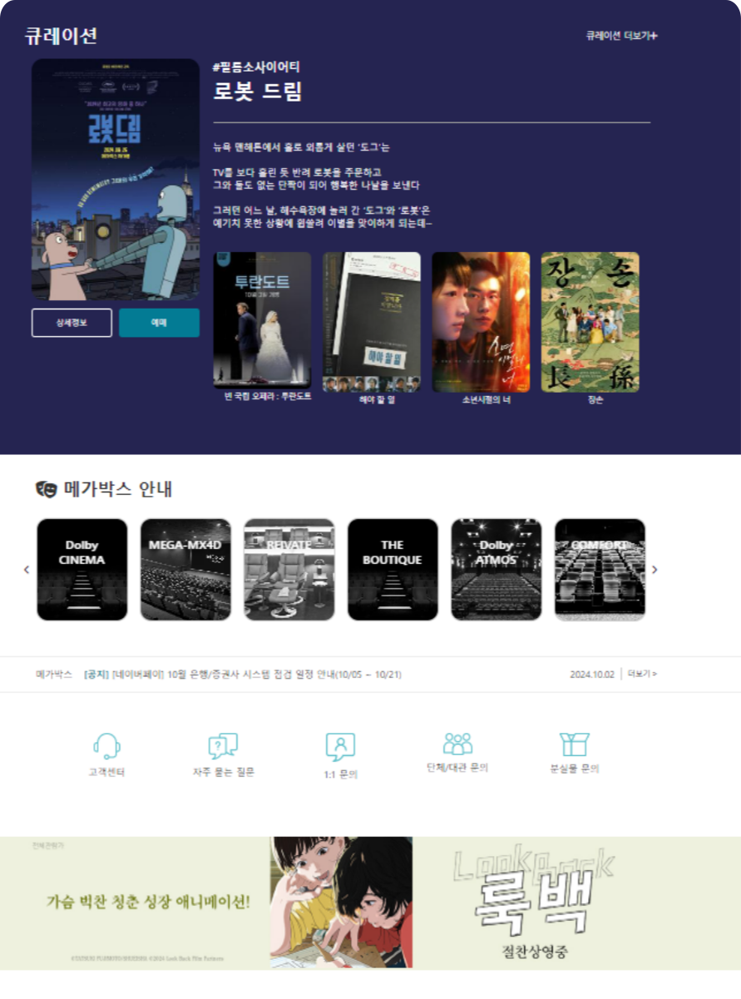 큐레이션
큐레이션 더보기+
로봇 드림
#필름소사이어티
로봇 드림
뉴욕 맨해튼에서 홀로 외롭게 살던 ‘도그’는
TV를 보다 홀린 듯 반려 로봇을 주문하고
그와 둘도 없는 단짝이 되어 행복한 나날을 보낸다
그러던 어느 날, 해수욕장에 놀러 간 ‘도그’와 ‘로봇’은
예기치 못한 상황에 휩쓸려 이별을 맞이하게 되는데~
상세정보
예매
투란도트
해야 할 일
소년
시절의
너
장 손
長 孫
빈 국립 오페라 : 투란도트
해야 할 일
소년시절의 너
장손
메가박스 안내
‹
Dolby
CINEMA
MEGA-MX4D
THE
BOUTIQUE
Dolby
ATMOS
COMFORT
›
메가박스 [공지] [네이버페이] 10월 은행/증권사 시스템 점검 일정 안내(10/05 ~ 10/21)
2024.10.02 | 더보기 >
고객센터
자주 묻는 질문
1:1 문의
단체/대관 문의
분실물 문의
전체관람가
가슴 벅찬 청춘 성장 애니메이션!
Look Back
룩백
절찬상영중